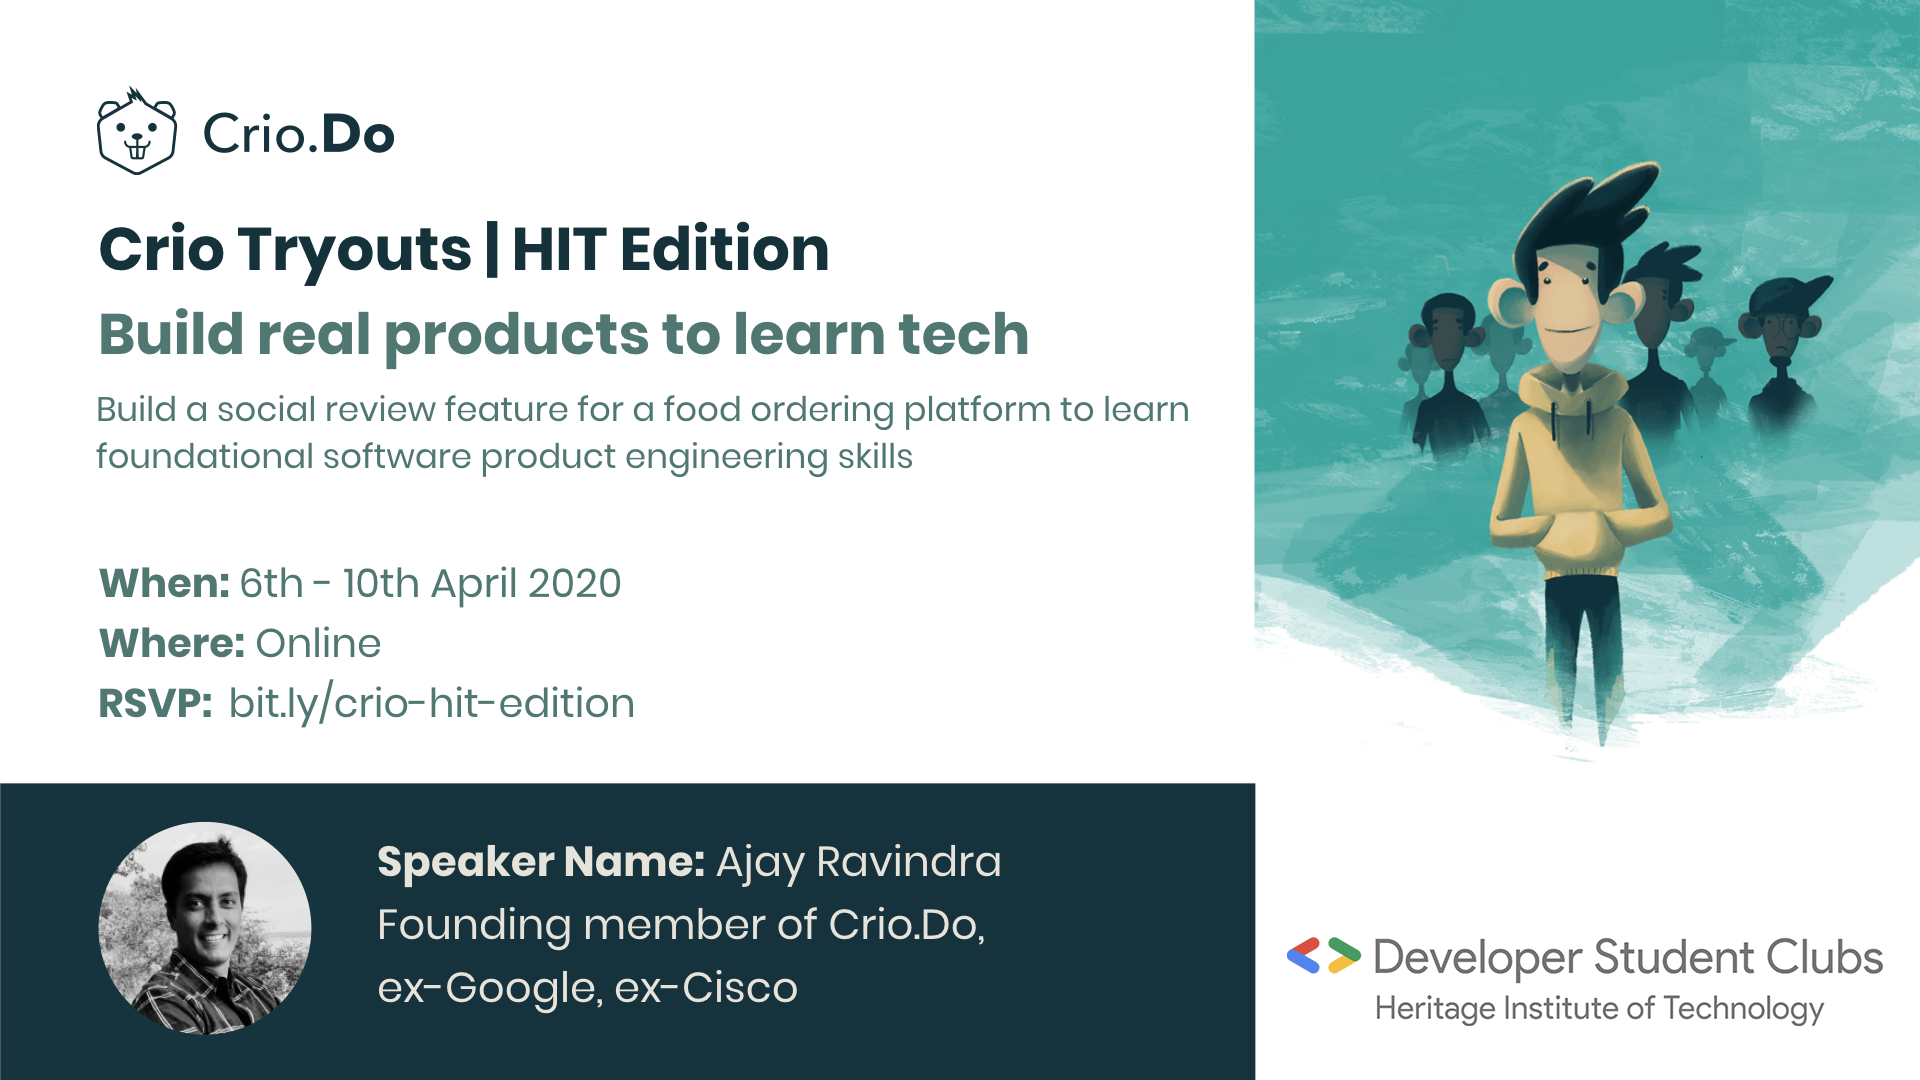 Crio.Do
Crio Tryouts | HIT Edition
Build real products to learn tech
Build a social review feature for a food ordering platform to learn
foundational software product engineering skills
When: 6th - 10th April 2020
Where: Online
RSVP: bit.ly/crio-hit-edition
Speaker Name: Ajay Ravindra
Founding member of Crio.Do,
ex-Google, ex-Cisco
Developer Student Clubs
Heritage Institute of Technology